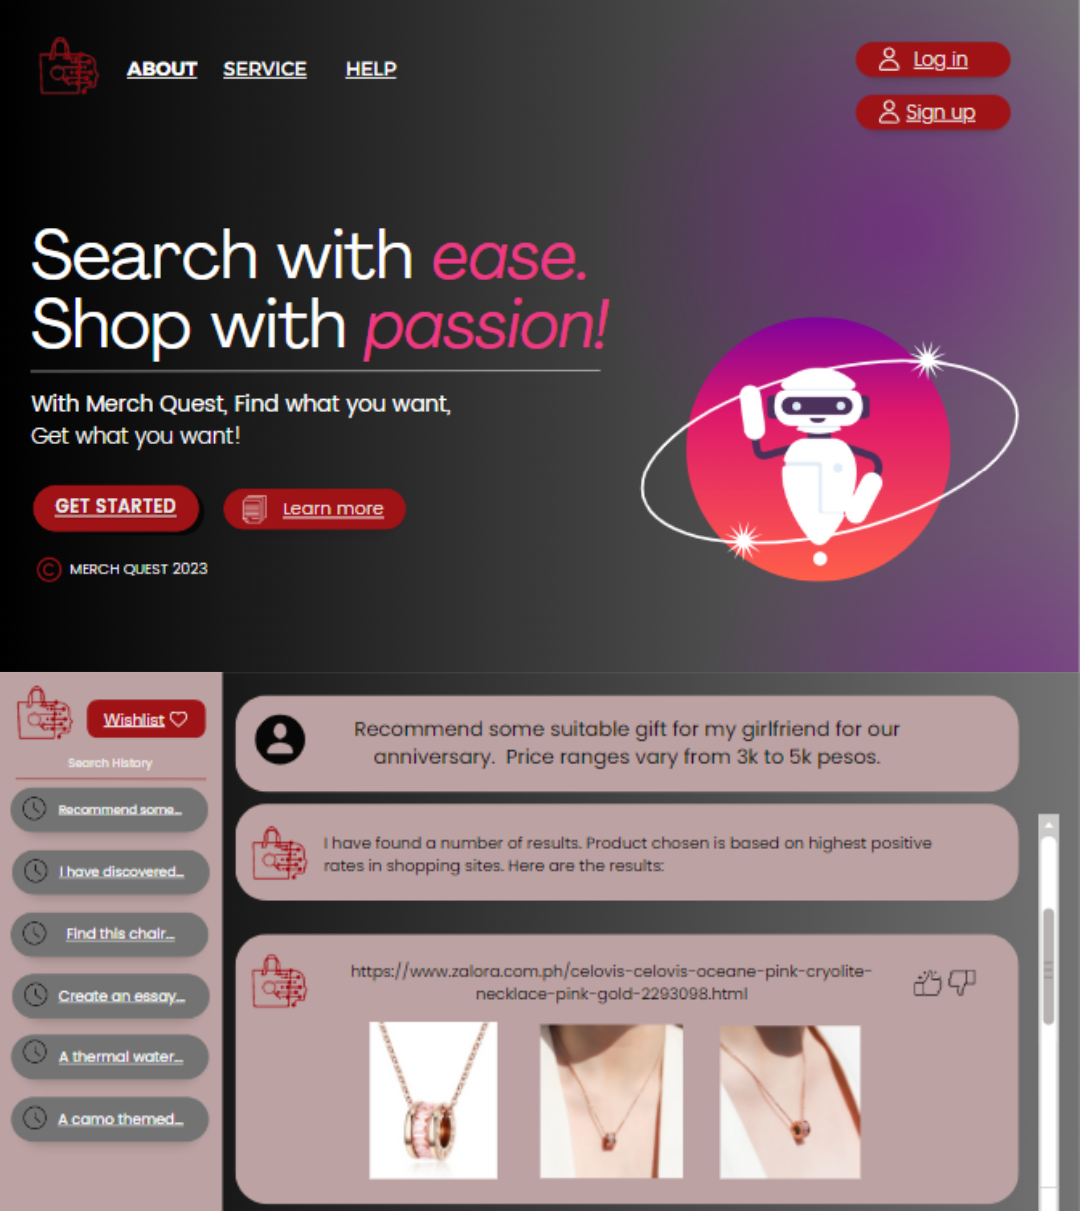 ABOUT SERVICE HELP
Log in
Sign up
Search with ease.
Shop with passion!
With Merch Quest, Find what you want,
Get what you want!
GET STARTED Learn more
© MERCH QUEST 2023
Wishlist
Search History
Recommend some...
I have discovered...
Find this chair...
Create an essay...
A thermal water...
A camo themed...
Recommend some suitable gift for my girlfriend for our
anniversary. Price ranges vary from 3k to 5k pesos.
I have found a number of results. Product chosen is based on highest positive
rates in shopping sites. Here are the results:
https://www.zalora.com.ph/celovis-celovis-oceane-pink-cryolite-
necklace-pink-gold-2293098.html